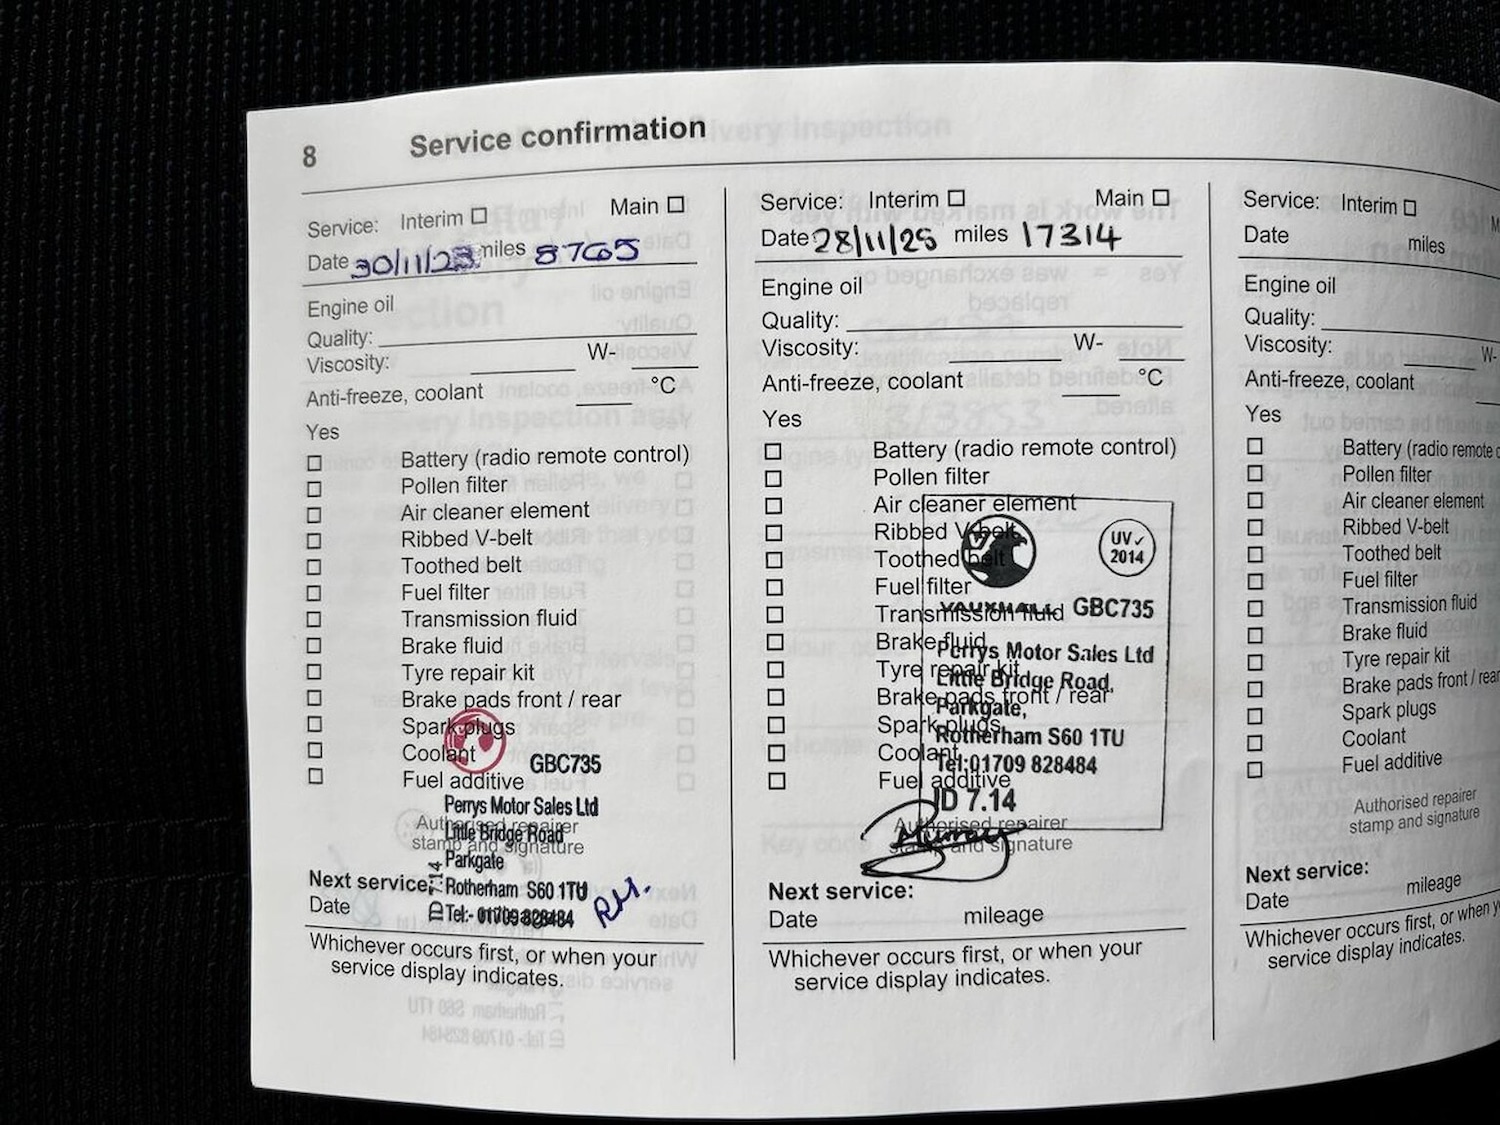 8 Service confirmation
Service: Interim Main
Date 30/11/23 miles 8765
Engine oil
Quality:
Viscosity: W-
Anti-freeze, coolant °C
Yes
Battery (radio remote control)
Pollen filter
Air cleaner element
Ribbed V-belt
Toothed belt
Fuel filter
Transmission fluid
Brake fluid
Tyre repair kit
Brake pads front / rear
Spark plugs
Coolant
GBC735
Fuel additive
Perrys Motor Sales Ltd
Authorised repairer
Little Bridge Road
stamp and signature
Parkgate
Next service:
Rotherham S60 1TU
Date
Tel:- 01709 828484
ID 7.14
Whichever occurs first, or when your
service display indicates.
Service: Interim Main
Date 28/11/25 miles 17314
Engine oil
Quality:
Viscosity: W-
Anti-freeze, coolant °C
Yes
Battery (radio remote control)
Pollen filter
Air cleaner element
Ribbed V-belt
UV✓
2014
Toothed belt
Fuel filter
VAUXHALL GBC735
Transmission fluid
Brake fluid
Perrys Motor Sales Ltd
Tyre repair kit
Little Bridge Road,
Brake pads front / rear
Parkgate,
Spark plugs
Rotherham S60 1TU
Coolant
Tel:01709 828484
Fuel additive
ID 7.14
Authorised repairer
stamp and signature
Next service:
Date mileage
Whichever occurs first, or when your
service display indicates.
Service: Interim M
Date miles
Engine oil
Quality:
Viscosity: W-
Anti-freeze, coolant
Yes
Battery (radio remote c
Pollen filter
Air cleaner element
Ribbed V-belt
Toothed belt
Fuel filter
Transmission fluid
Brake fluid
Tyre repair kit
Brake pads front / rear
Spark plugs
Coolant
Fuel additive
Authorised repairer
stamp and signature
Next service:
Date mileage
Whichever occurs first, or when y
service display indicates.